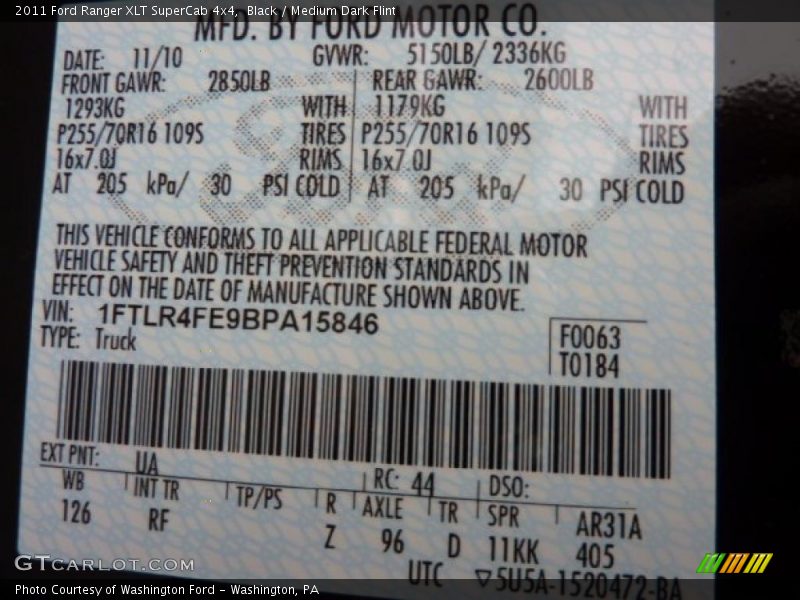 2011 Ford Ranger XLT SuperCab 4x4, Black / Medium Dark Flint
MFD. BY FORD MOTOR CO.
DATE: 11/10 GVWR: 5150LB/ 2336KG
FRONT GAWR: 2850LB REAR GAWR: 2600LB
1293KG WITH 1179KG WITH
P255/70R16 109S TIRES P255/70R16 109S TIRES
16x7.0J RIMS 16x7.0J RIMS
AT 205 kPa/ 30 PSI COLD AT 205 kPa/ 30 PSI COLD
THIS VEHICLE CONFORMS TO ALL APPLICABLE FEDERAL MOTOR
VEHICLE SAFETY AND THEFT PREVENTION STANDARDS IN
EFFECT ON THE DATE OF MANUFACTURE SHOWN ABOVE.
VIN: 1FTLR4FE9BPA15846
TYPE: Truck
F0063
T0184
EXT PNT: UA RC: 44 DSO:
WB INT TR TP/PS R AXLE TR SPR AR31A
126 RF Z 96 D 11KK 405
UTC ▽5U5A-1520472-BA
GTCARLOT.COM
Photo Courtesy of Washington Ford – Washington, PA